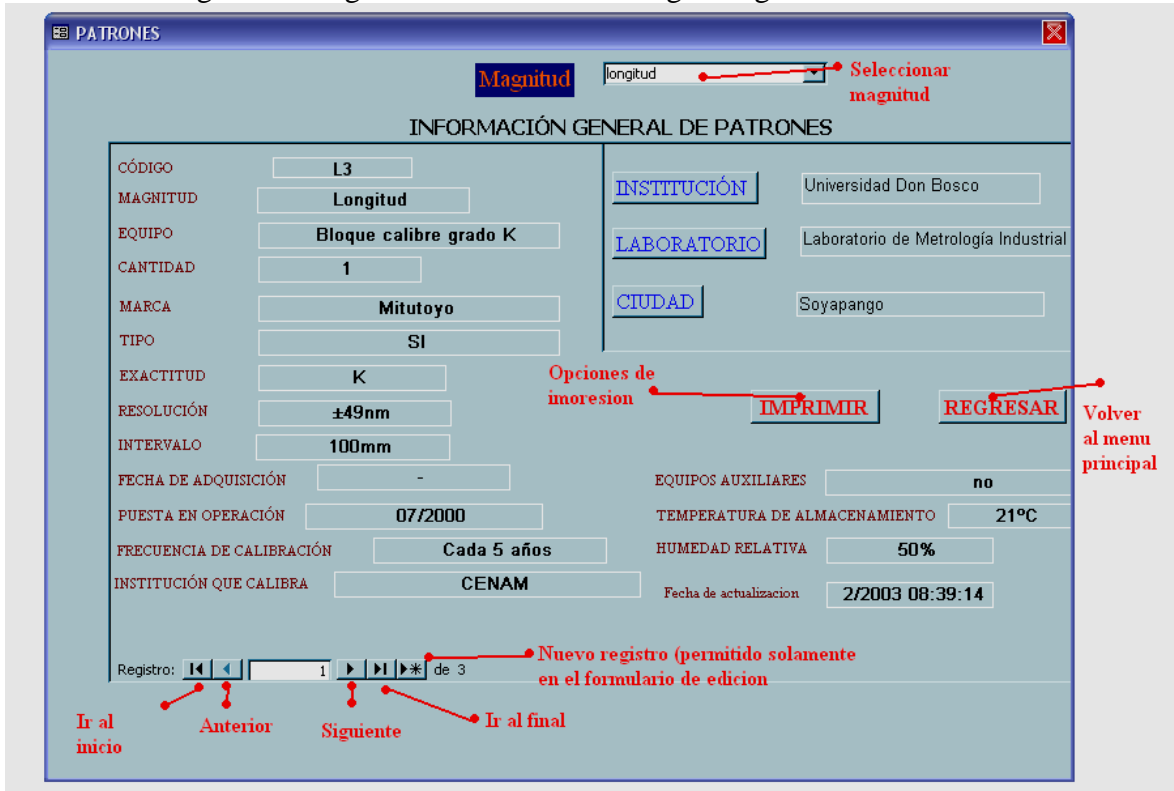 PATRONES
Magnitud
longitud
Seleccionar
magnitud
INFORMACIÓN GENERAL DE PATRONES
CÓDIGO
L3
MAGNITUD
Longitud
EQUIPO
Bloque calibre grado K
CANTIDAD
1
MARCA
Mitutoyo
TIPO
SI
EXACTITUD
K
RESOLUCIÓN
±49nm
INTERVALO
100mm
FECHA DE ADQUISICIÓN
-
PUESTA EN OPERACIÓN
07/2000
FRECUENCIA DE CALIBRACIÓN
Cada 5 años
INSTITUCIÓN QUE CALIBRA
CENAM
INSTITUCIÓN
Universidad Don Bosco
LABORATORIO
Laboratorio de Metrología Industrial
CIUDAD
Soyapango
Opciones de
imoresion
IMPRIMIR
REGRESAR
Volver
al menu
principal
EQUIPOS AUXILIARES
no
TEMPERATURA DE ALMACENAMIENTO
21ºC
HUMEDAD RELATIVA
50%
Fecha de actualizacion
2/2003 08:39:14
Registro:
1
de 3
Nuevo registro (permitido solamente
en el formulario de edicion
Ir al
inicio
Anterior
Siguiente
Ir al final